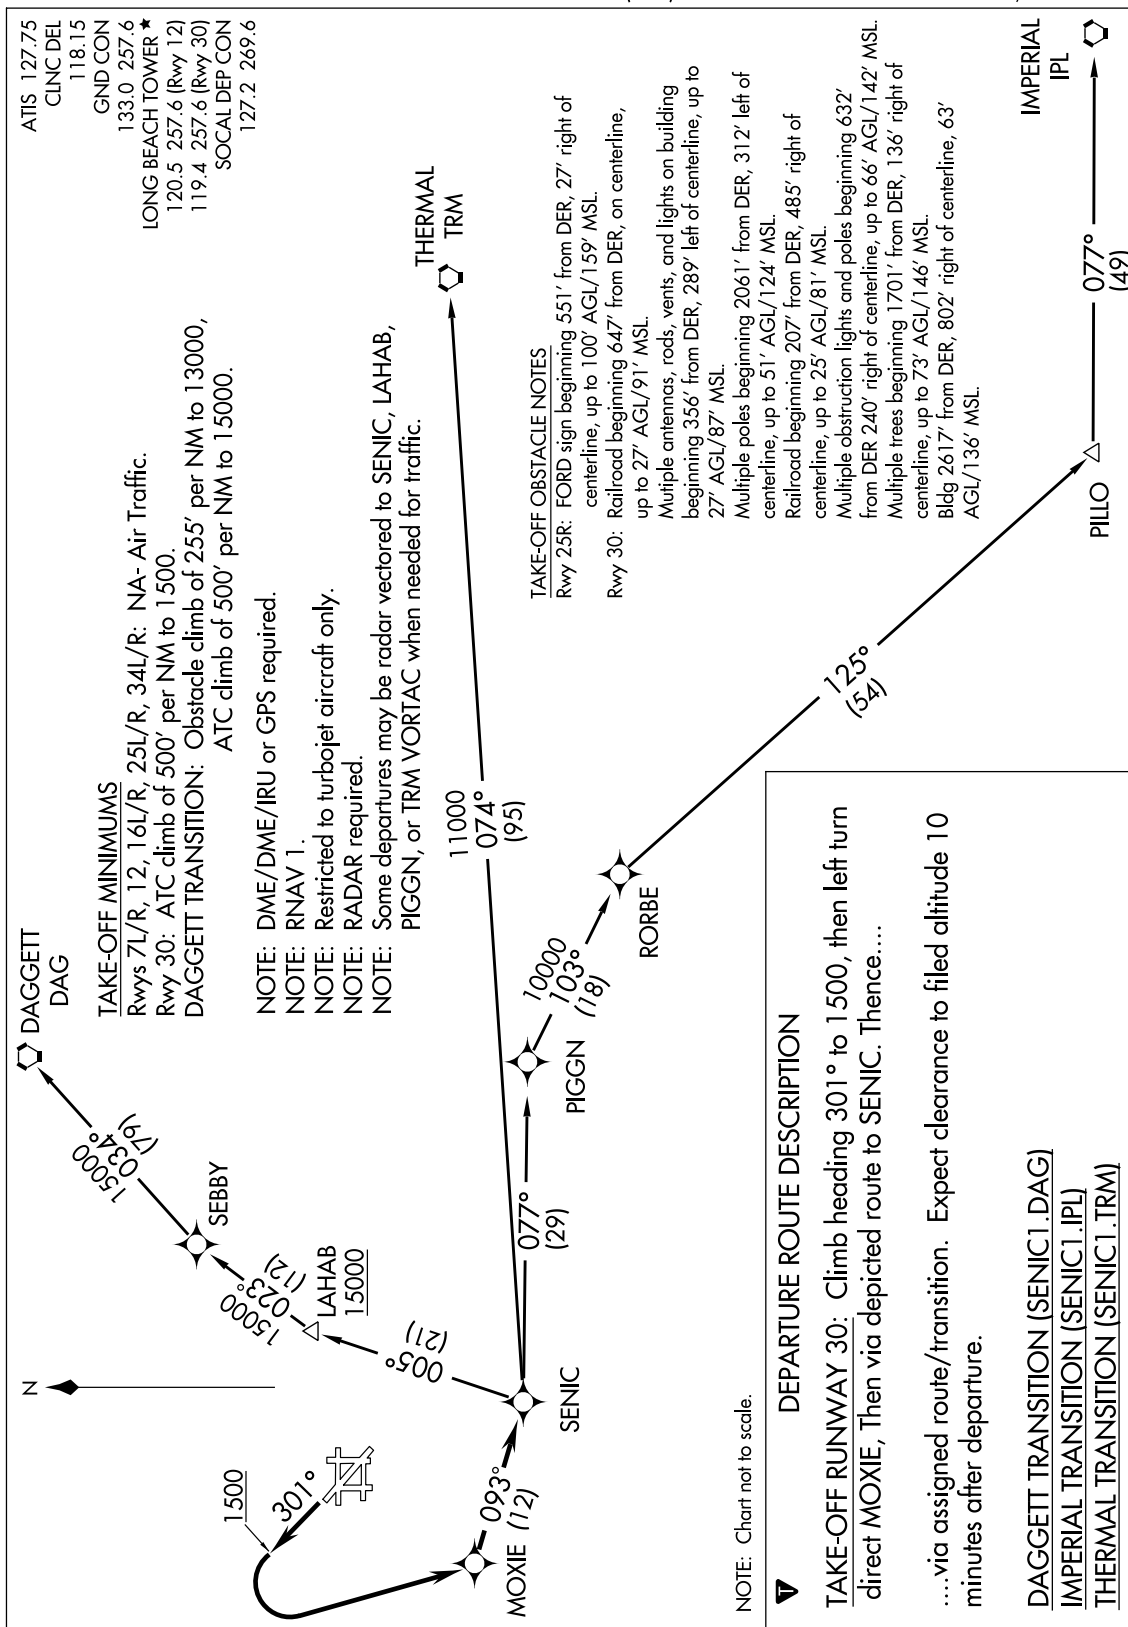 ATIS 127.75
CLNC DEL
118.15
GND CON
133.0 257.6
LONG BEACH TOWER ★
120.5 257.6 (Rwy 12)
119.4 257.6 (Rwy 30)
SOCAL DEP CON
127.2 269.6
DAGGETT
DAG
TAKE-OFF MINIMUMS
Rwys 7L/R, 12, 16L/R, 25L/R, 34L/R: NA- Air Traffic.
Rwy 30: ATC climb of 500' per NM to 1500.
DAGGETT TRANSITION: Obstacle climb of 255' per NM to 13000,
ATC climb of 500' per NM to 15000.
NOTE: DME/DME/IRU or GPS required.
NOTE: RNAV 1.
NOTE: Restricted to turbojet aircraft only.
NOTE: RADAR required.
NOTE: Some departures may be radar vectored to SENIC, LAHAB,
PIGGN, or TRM VORTAC when needed for traffic.
N
15000
034°
(79)
SEBBY
15000
023°
(12)
LAHAB
15000
005°
(21)
1500
301°
MOXIE
093°
(12)
SENIC
077°
(29)
PIGGN
10000
103°
(18)
RORBE
11000
074°
(95)
THERMAL
TRM
125°
(54)
PILLO
077°
(49)
IMPERIAL
IPL
TAKE-OFF OBSTACLE NOTES
Rwy 25R: FORD sign beginning 551' from DER, 27' right of
centerline, up to 100' AGL/159' MSL.
Rwy 30: Railroad beginning 647' from DER, on centerline,
up to 27' AGL/91' MSL.
Mutiple antennas, rods, vents, and lights on building
beginning 356' from DER, 289' left of centerline, up to
27' AGL/87' MSL.
Multiple poles beginning 2061' from DER, 312' left of
centerline, up to 51' AGL/124' MSL.
Railroad beginning 207' from DER, 485' right of
centerline, up to 25' AGL/81' MSL.
Multiple obstruction lights and poles beginning 632'
from DER 240' right of centerline, up to 66' AGL/142' MSL.
Multiple trees beginning 1701' from DER, 136' right of
centerline, up to 73' AGL/146' MSL.
Bldg 2617' from DER, 802' right of centerline, 63'
AGL/136' MSL.
NOTE: Chart not to scale.
T
DEPARTURE ROUTE DESCRIPTION
TAKE-OFF RUNWAY 30: Climb heading 301° to 1500, then left turn
direct MOXIE, Then via depicted route to SENIC. Thence....
....via assigned route/transition. Expect clearance to filed altitude 10
minutes after departure.
DAGGETT TRANSITION (SENIC1.DAG)
IMPERIAL TRANSITION (SENIC1.IPL)
THERMAL TRANSITION (SENIC1.TRM)